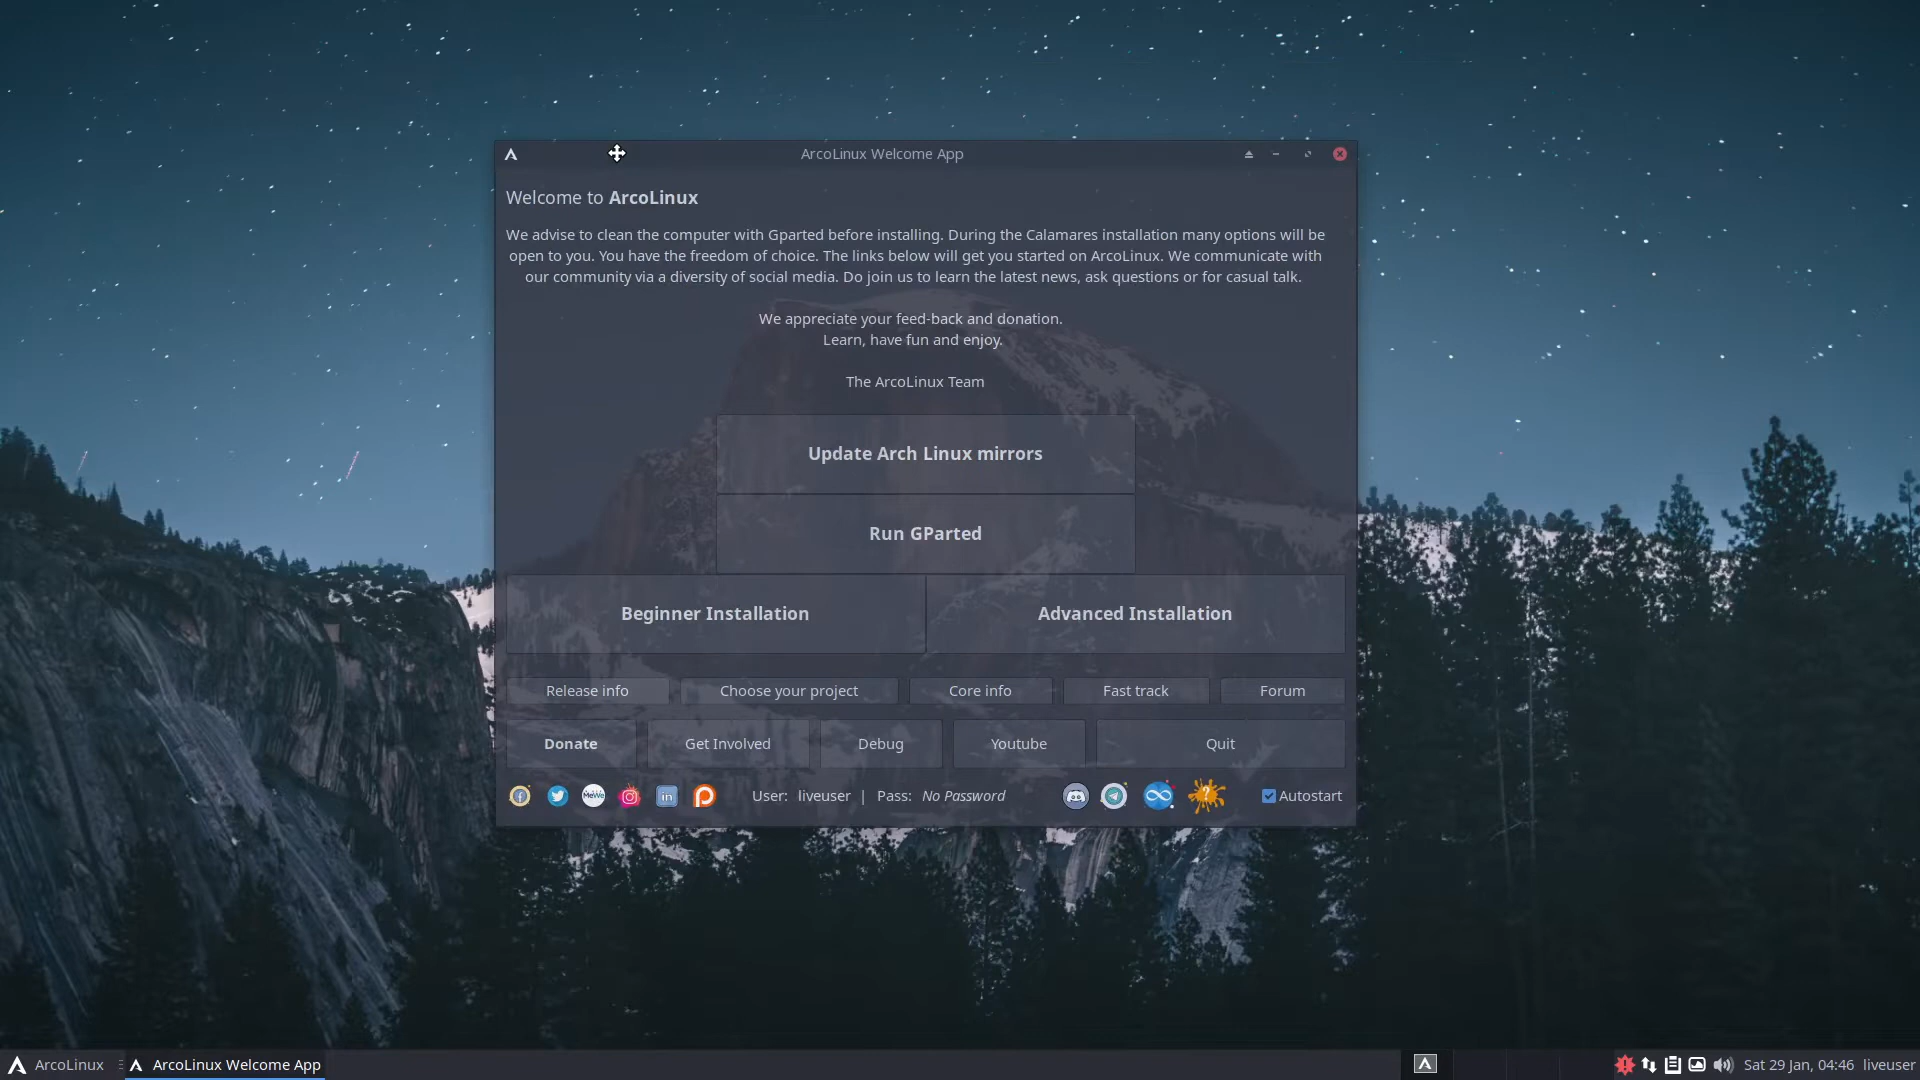 ArcoLinux Welcome App
Welcome to ArcoLinux
We advise to clean the computer with Gparted before installing. During the Calamares installation many options will be
open to you. You have the freedom of choice. The links below will get you started on ArcoLinux. We communicate with
our community via a diversity of social media. Do join us to learn the latest news, ask questions or for casual talk.
We appreciate your feed-back and donation.
Learn, have fun and enjoy.
The ArcoLinux Team
Update Arch Linux mirrors
Run GParted
Beginner Installation Advanced Installation
Release info Choose your project Core info Fast track Forum
Donate Get Involved Debug Youtube Quit
MeWe in User: liveuser | Pass: No Password ? Autostart
ArcoLinux ArcoLinux Welcome App Sat 29 Jan, 04:46 liveuser